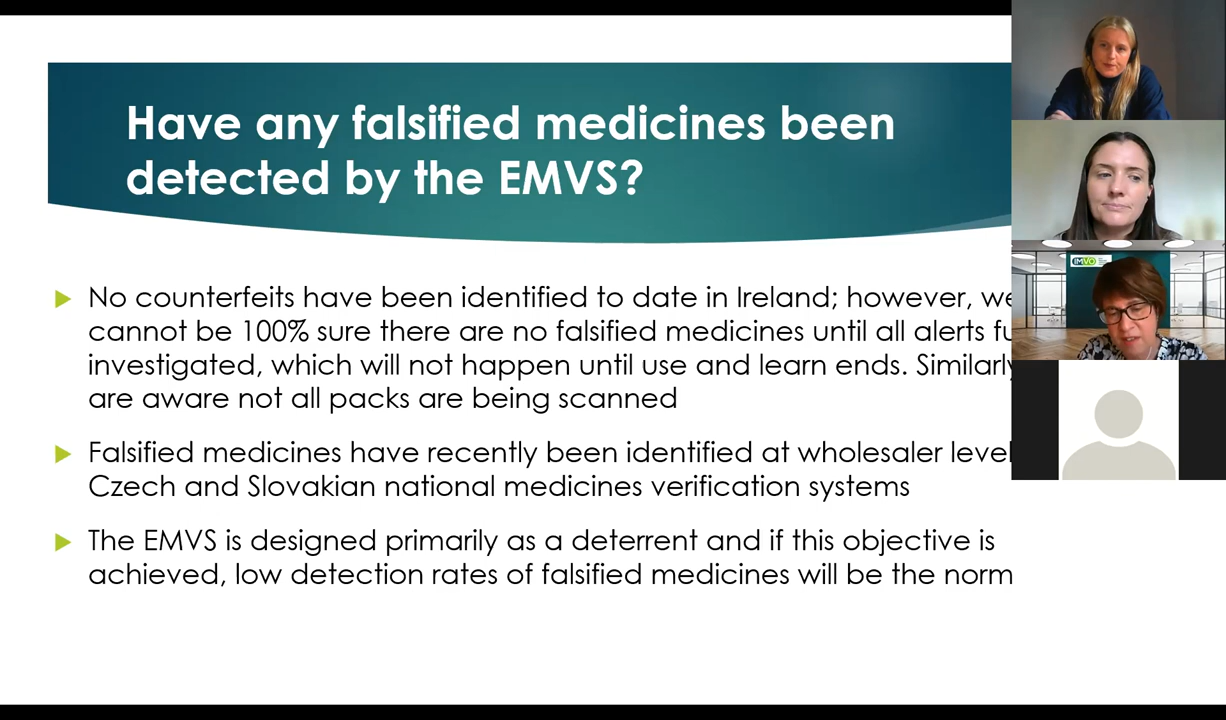 Have any falsified medicines been
detected by the EMVS?
No counterfeits have been identified to date in Ireland; however, we
cannot be 100% sure there are no falsified medicines until all alerts
investigated, which will not happen until use and learn ends. Similarly
are aware not all packs are being scanned
Falsified medicines have recently been identified at wholesaler level
Czech and Slovakian national medicines verification systems
The EMVS is designed primarily as a deterrent and if this objective is
achieved, low detection rates of falsified medicines will be the norm
IMVO